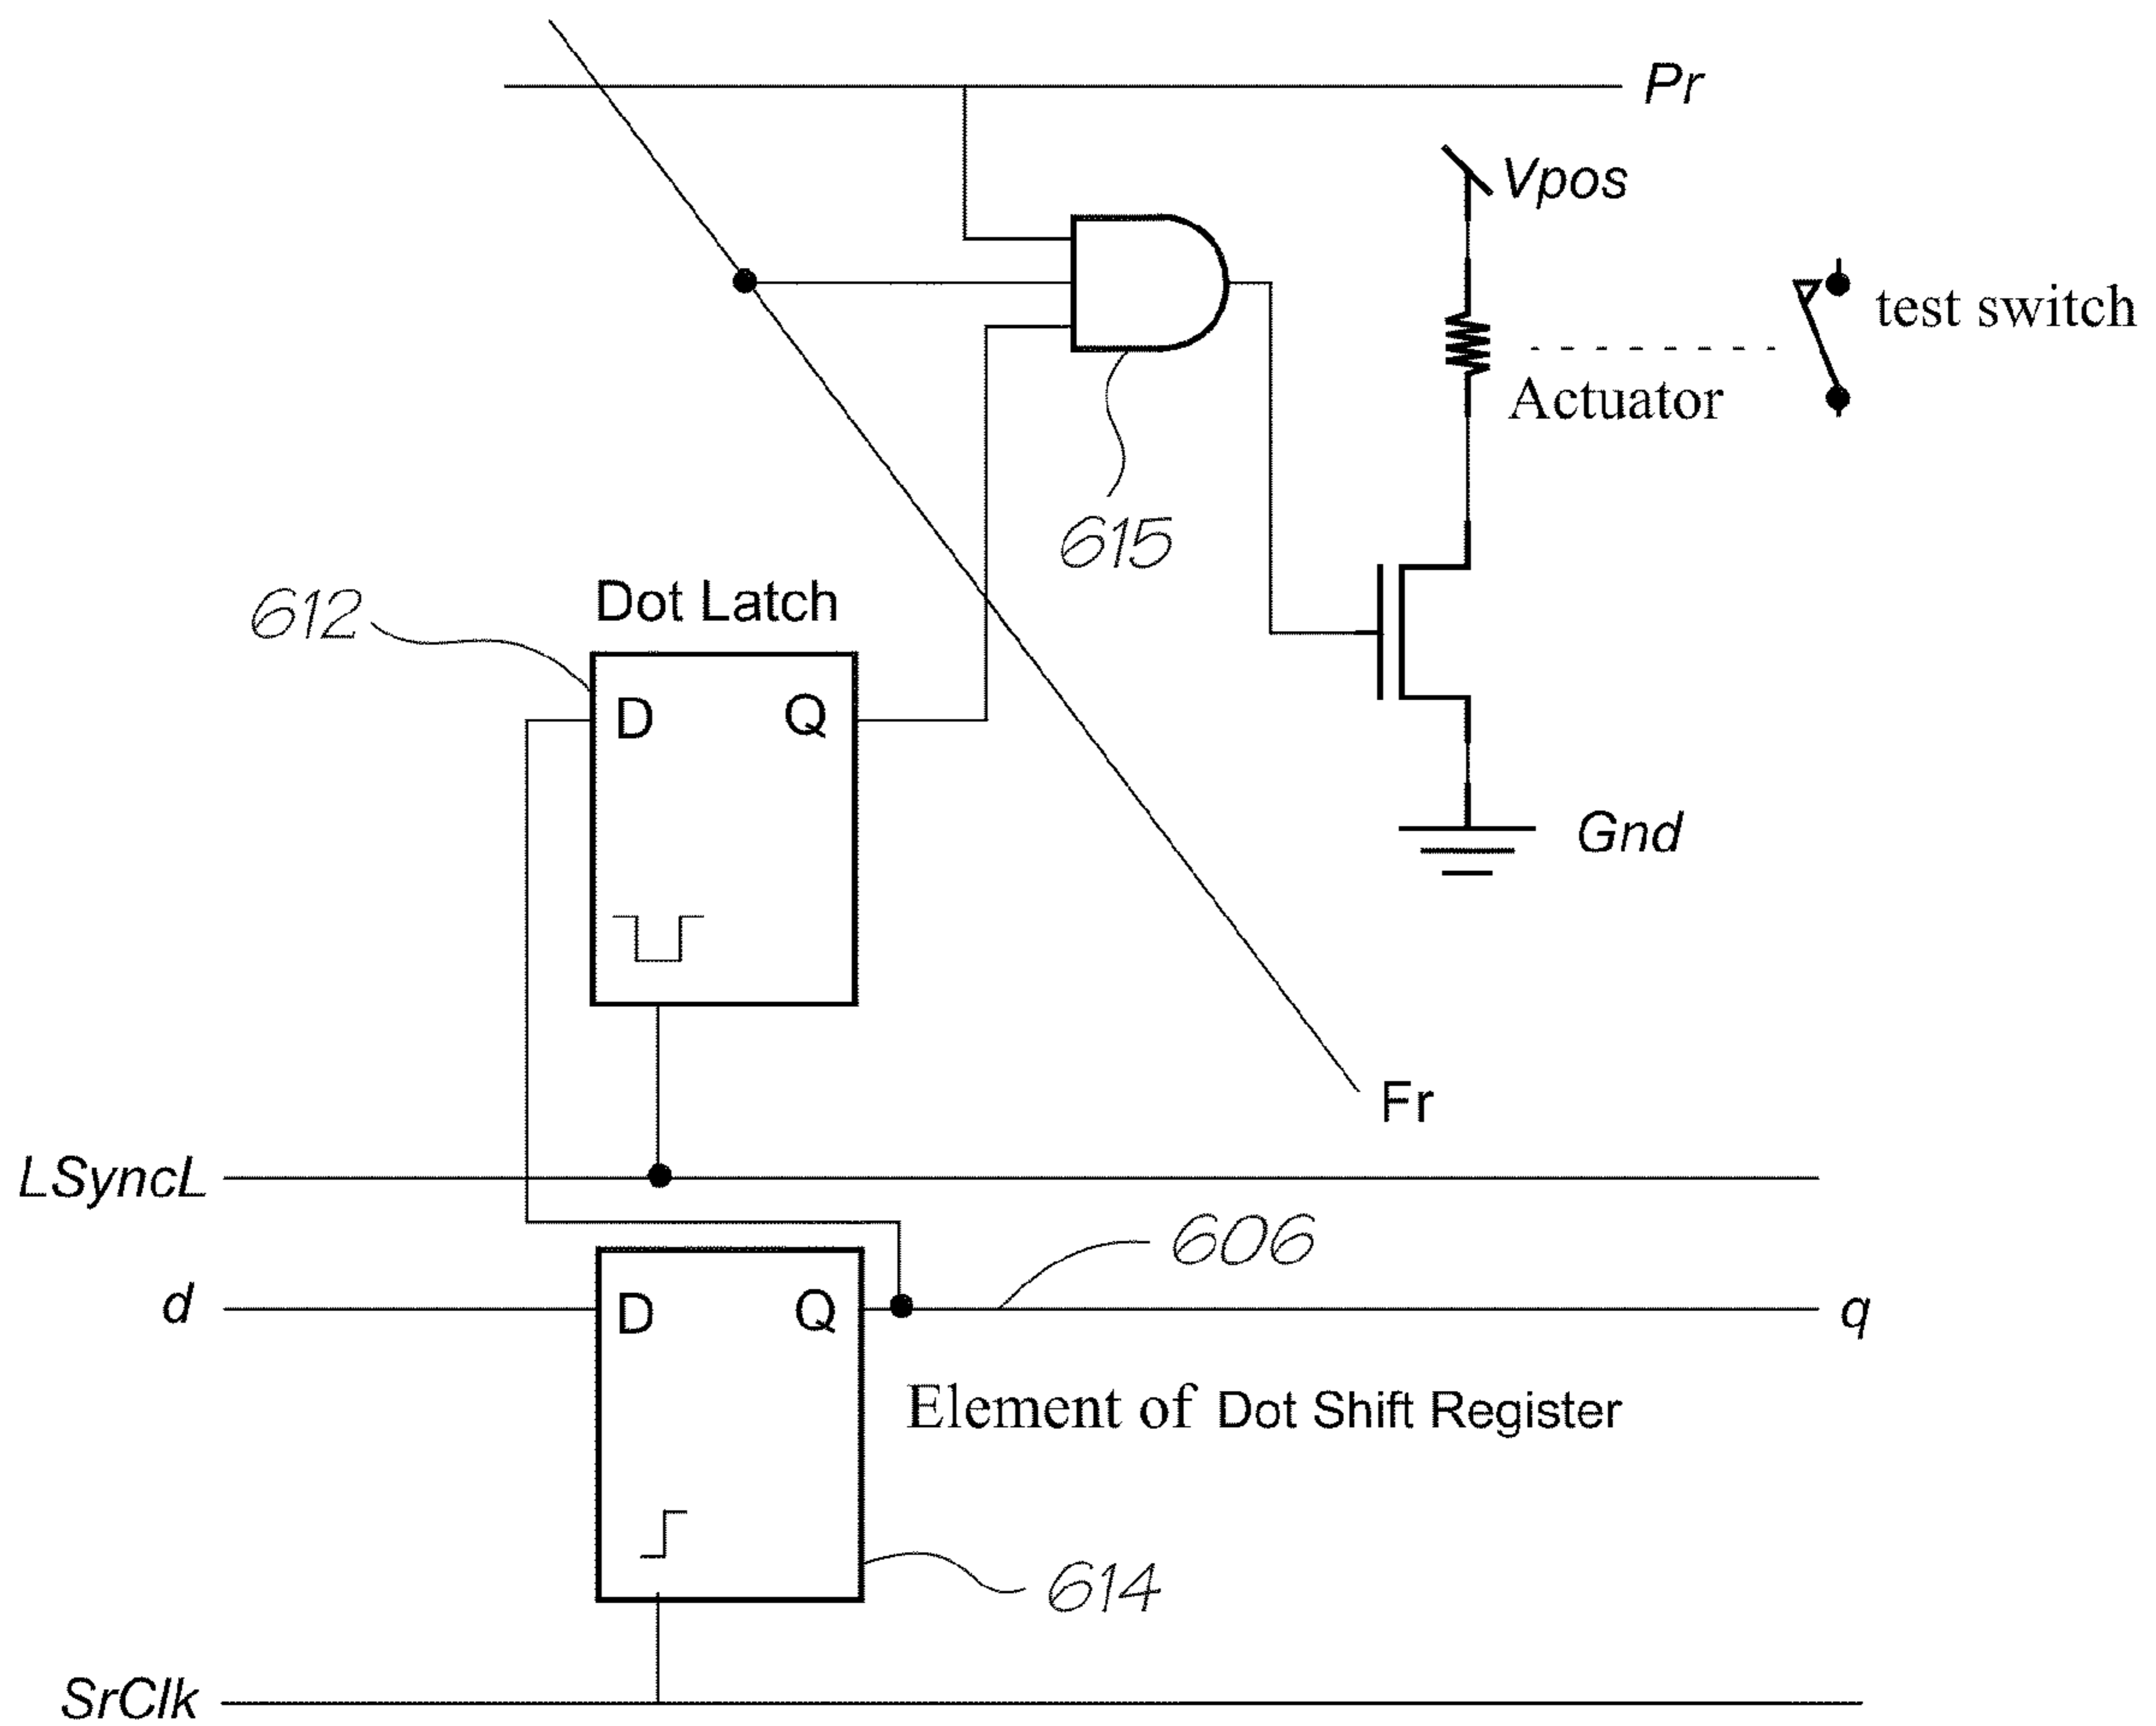 Pr
Vpos
test switch
Actuator
615
612
Dot Latch
D Q
Gnd
Fr
LSyncL
606
d
D Q
q
Element of Dot Shift Register
614
SrClk